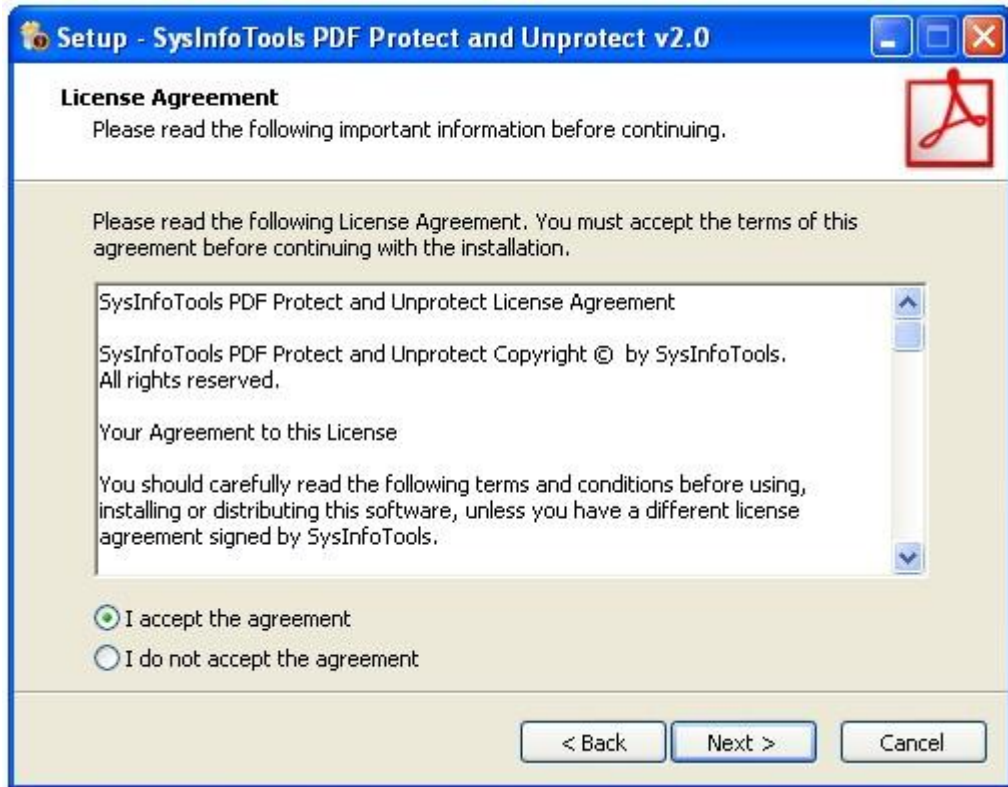 Setup - SysInfoTools PDF Protect and Unprotect v2.0
License Agreement
Please read the following important information before continuing.
Please read the following License Agreement. You must accept the terms of this
agreement before continuing with the installation.
SysInfoTools PDF Protect and Unprotect License Agreement
SysInfoTools PDF Protect and Unprotect Copyright © by SysInfoTools.
All rights reserved.
Your Agreement to this License
You should carefully read the following terms and conditions before using,
installing or distributing this software, unless you have a different license
agreement signed by SysInfoTools.
I accept the agreement
I do not accept the agreement
< Back
Next >
Cancel